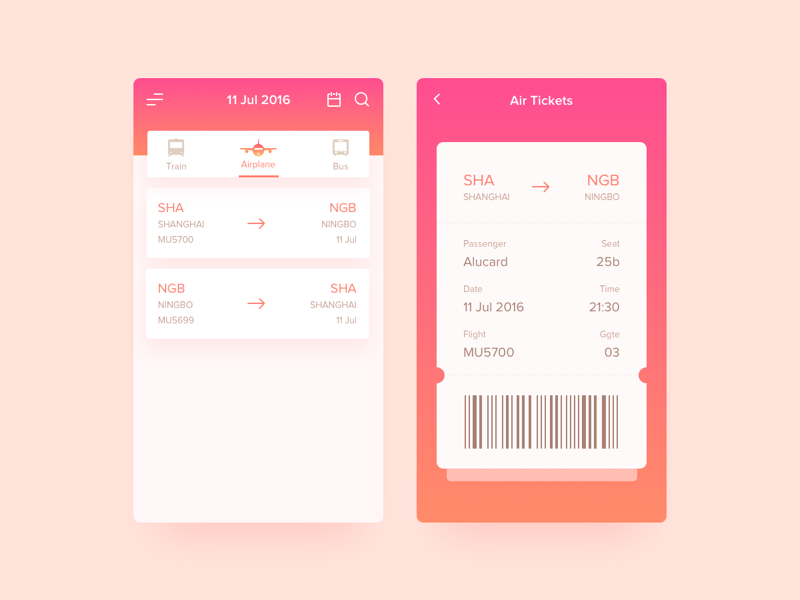 11 Jul 2016
Train
Airplane
Bus
SHA
NGB
SHANGHAI
NINGBO
MU5700
11 Jul
NGB
SHA
NINGBO
SHANGHAI
MU5699
11 Jul
Air Tickets
SHA
NGB
SHANGHAI
NINGBO
Passenger
Seat
Alucard
25b
Date
Time
11 Jul 2016
21:30
Flight
Ggte
MU5700
03